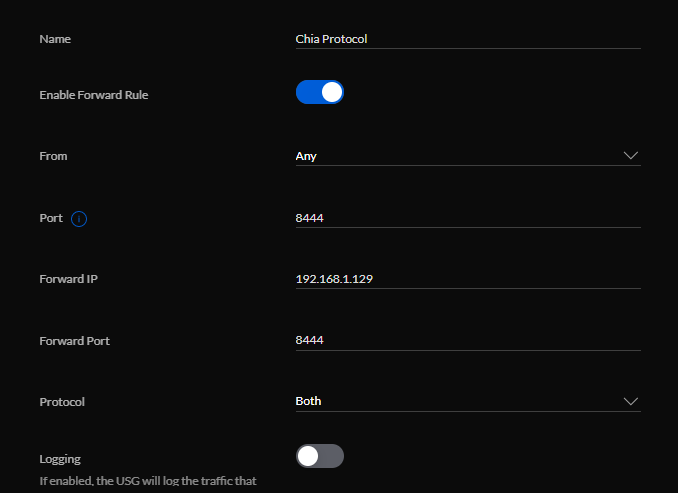 Name Chia Protocol
Enable Forward Rule
From Any
Port i 8444
Forward IP 192.168.1.129
Forward Port 8444
Protocol Both
Logging
If enabled, the USG will log the traffic that